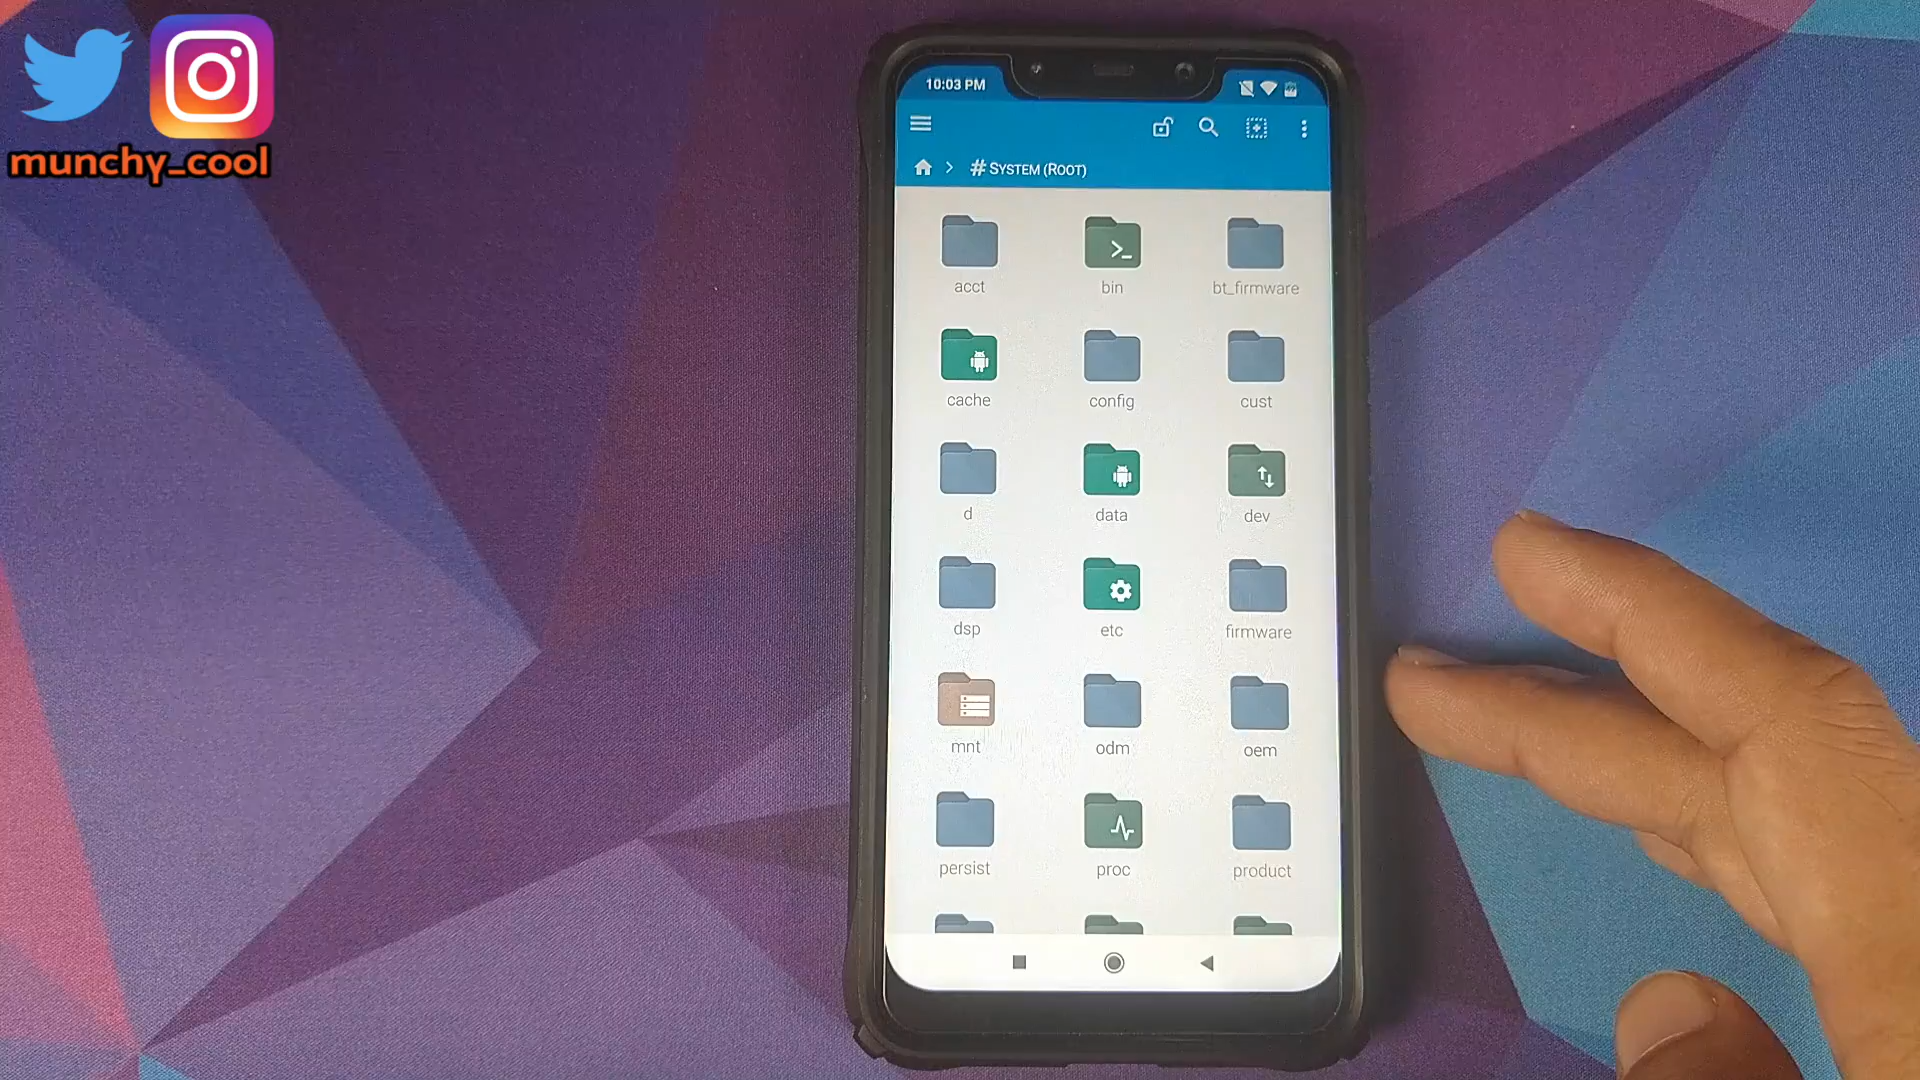 munchy_cool
10:03 PM
# SYSTEM (ROOT)
acct bin bt_firmware
cache config cust
d data dev
dsp etc firmware
mnt odm oem
persist proc product